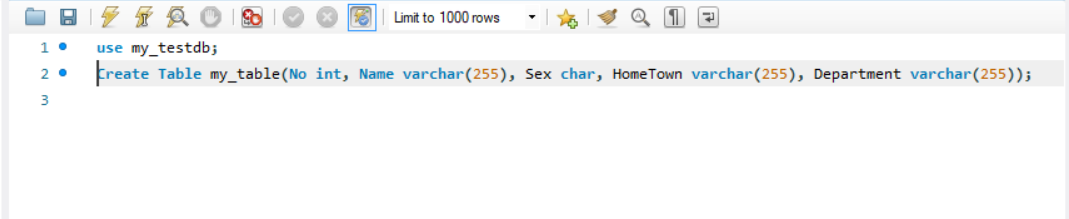 Limit to 1000 rows
1 use my_testdb;
2 Create Table my_table(No int, Name varchar(255), Sex char, HomeTown varchar(255), Department varchar(255));
3